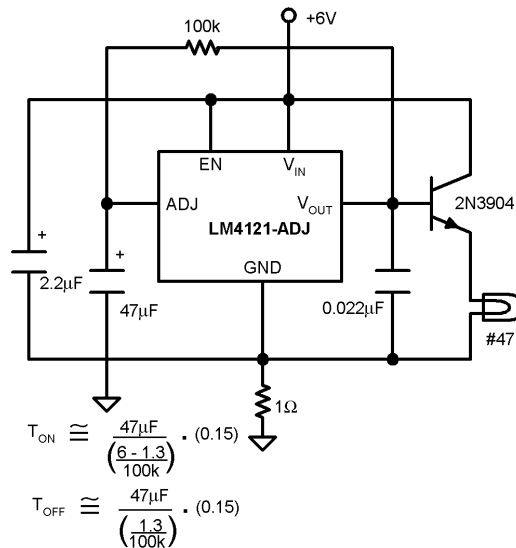 +6V
100k
EN
V_IN
ADJ
V_OUT
LM4121-ADJ
GND
2N3904
+
+
2.2μF
47μF
0.022μF
#47
1Ω
T_ON ≅ 47μF / ((6 - 1.3) / 100k) · (0.15)
T_OFF ≅ 47μF / (1.3 / 100k) · (0.15)